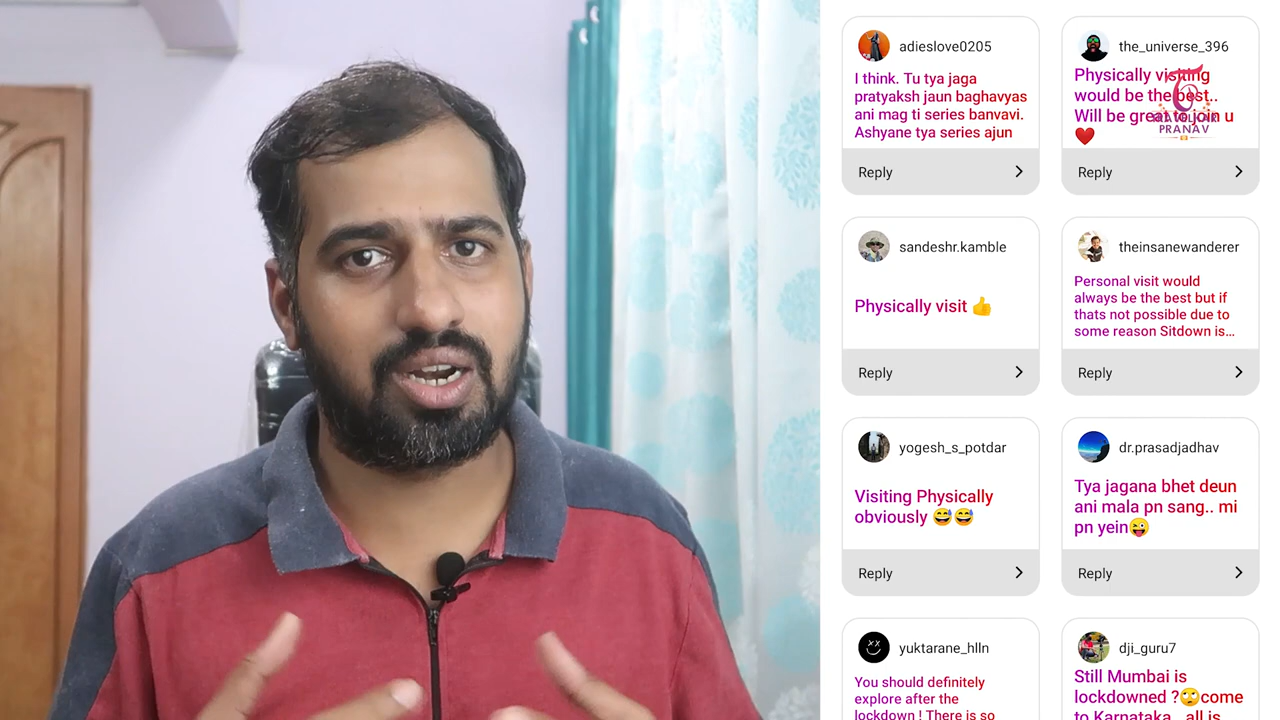 adieslove0205
I think. Tu tya jaga
pratyaksh jaun baghavyas
ani mag ti series banvavi.
Ashyane tya series ajun
Reply
the_universe_396
Physically visiting
would be the best..
Will be great to join u
❤️
PRANAV
Reply
sandeshr.kamble
Physically visit 👍
Reply
theinsanewanderer
Personal visit would
always be the best but if
thats not possible due to
some reason Sitdown is...
Reply
yogesh_s_potdar
Visiting Physically
obviously 😅😅
Reply
dr.prasadjadhav
Tya jagana bhet deun
ani mala pn sang.. mi
pn yein😜
Reply
yuktarane_hlln
You should definitely
explore after the
lockdown ! There is so
dji_guru7
Still Mumbai is
lockdowned ?🙄come
to Karnataka.. all is